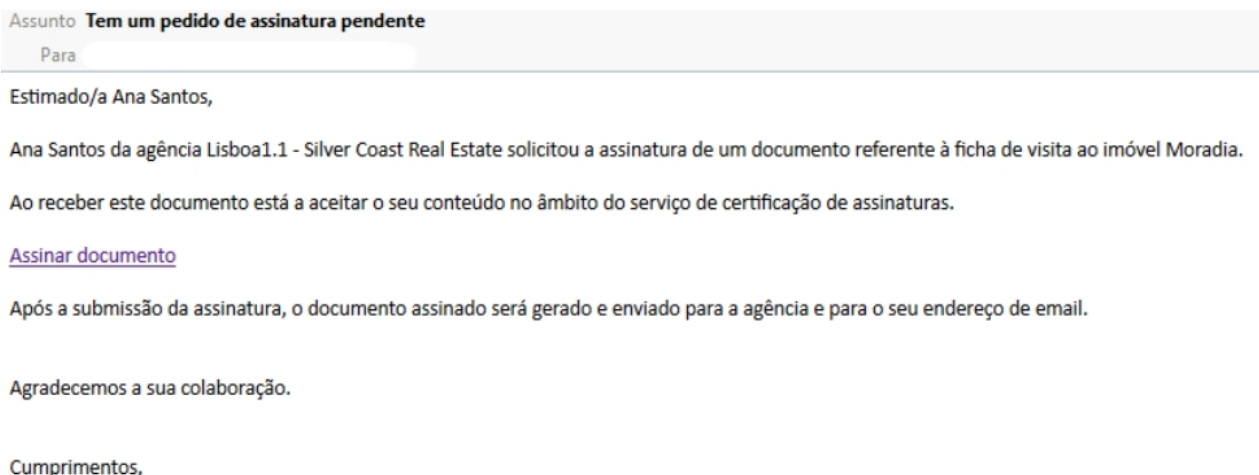 Assunto Tem um pedido de assinatura pendente
Para
Estimado/a Ana Santos,
Ana Santos da agência Lisboa1.1 - Silver Coast Real Estate solicitou a assinatura de um documento referente à ficha de visita ao imóvel Moradia.
Ao receber este documento está a aceitar o seu conteúdo no âmbito do serviço de certificação de assinaturas.
Assinar documento
Após a submissão da assinatura, o documento assinado será gerado e enviado para a agência e para o seu endereço de email.
Agradecemos a sua colaboração.
Cumprimentos,